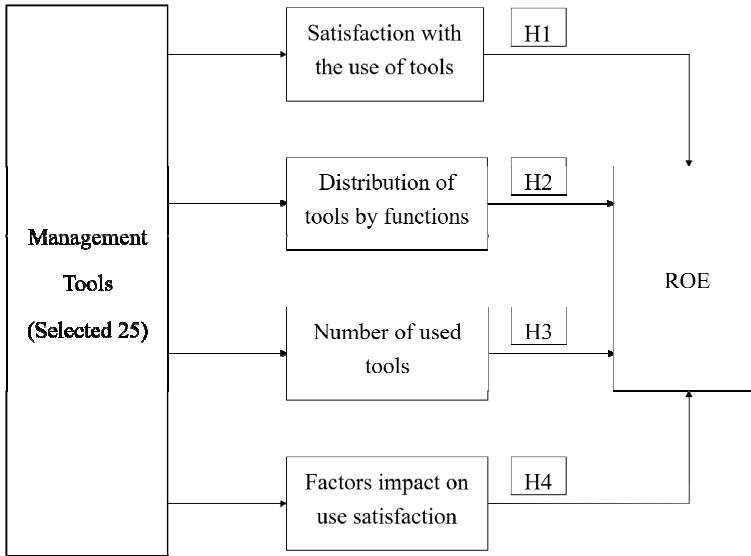 Management
Tools
(Selected 25)
Satisfaction with
the use of tools
H1
Distribution of
tools by functions
H2
Number of used
tools
H3
Factors impact on
use satisfaction
H4
ROE